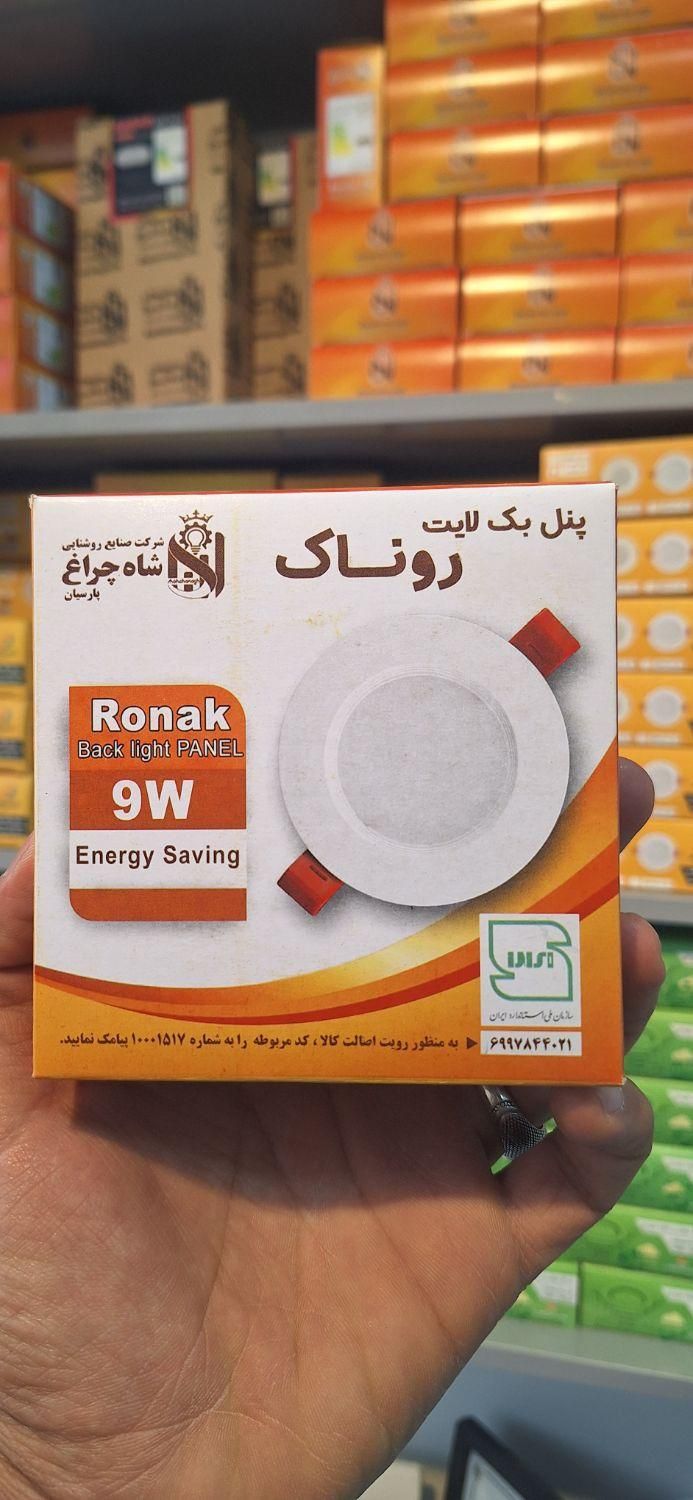 پنل بک لایت
روناک
شرکت صنایع روشنایی
شاه چراغ
پارسیان
Ronak
Back light PANEL
9W
Energy Saving
سازمان ملی استاندارد ایران
۶۹۹۷۸۴۴۰۲۱
به منظور رویت اصالت کالا ، کد مربوطه را به شماره ۱۰۰۰۱۵۱۷ پیامک نمایید.